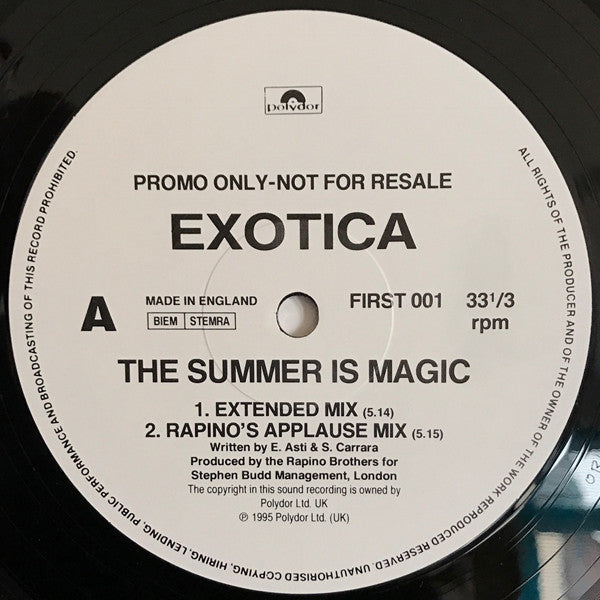 polydor
PROMO ONLY-NOT FOR RESALE
EXOTICA
A
MADE IN ENGLAND
BIEM STEMRA
FIRST 001
33 1/3
rpm
THE SUMMER IS MAGIC
1. EXTENDED MIX (5.14)
2. RAPINO'S APPLAUSE MIX (5.15)
Written by E. Asti & S. Carrara
Produced by the Rapino Brothers for
Stephen Budd Management, London
The copyright in this sound recording is owned by
Polydor Ltd. UK
℗ 1995 Polydor Ltd. (UK)
ALL RIGHTS OF THE PRODUCER AND OF THE OWNER OF THE WORK REPRODUCED RESERVED. UNAUTHORISED COPYING, HIRING, LENDING, PUBLIC PERFORMANCE AND BROADCASTING OF THIS RECORD PROHIBITED.